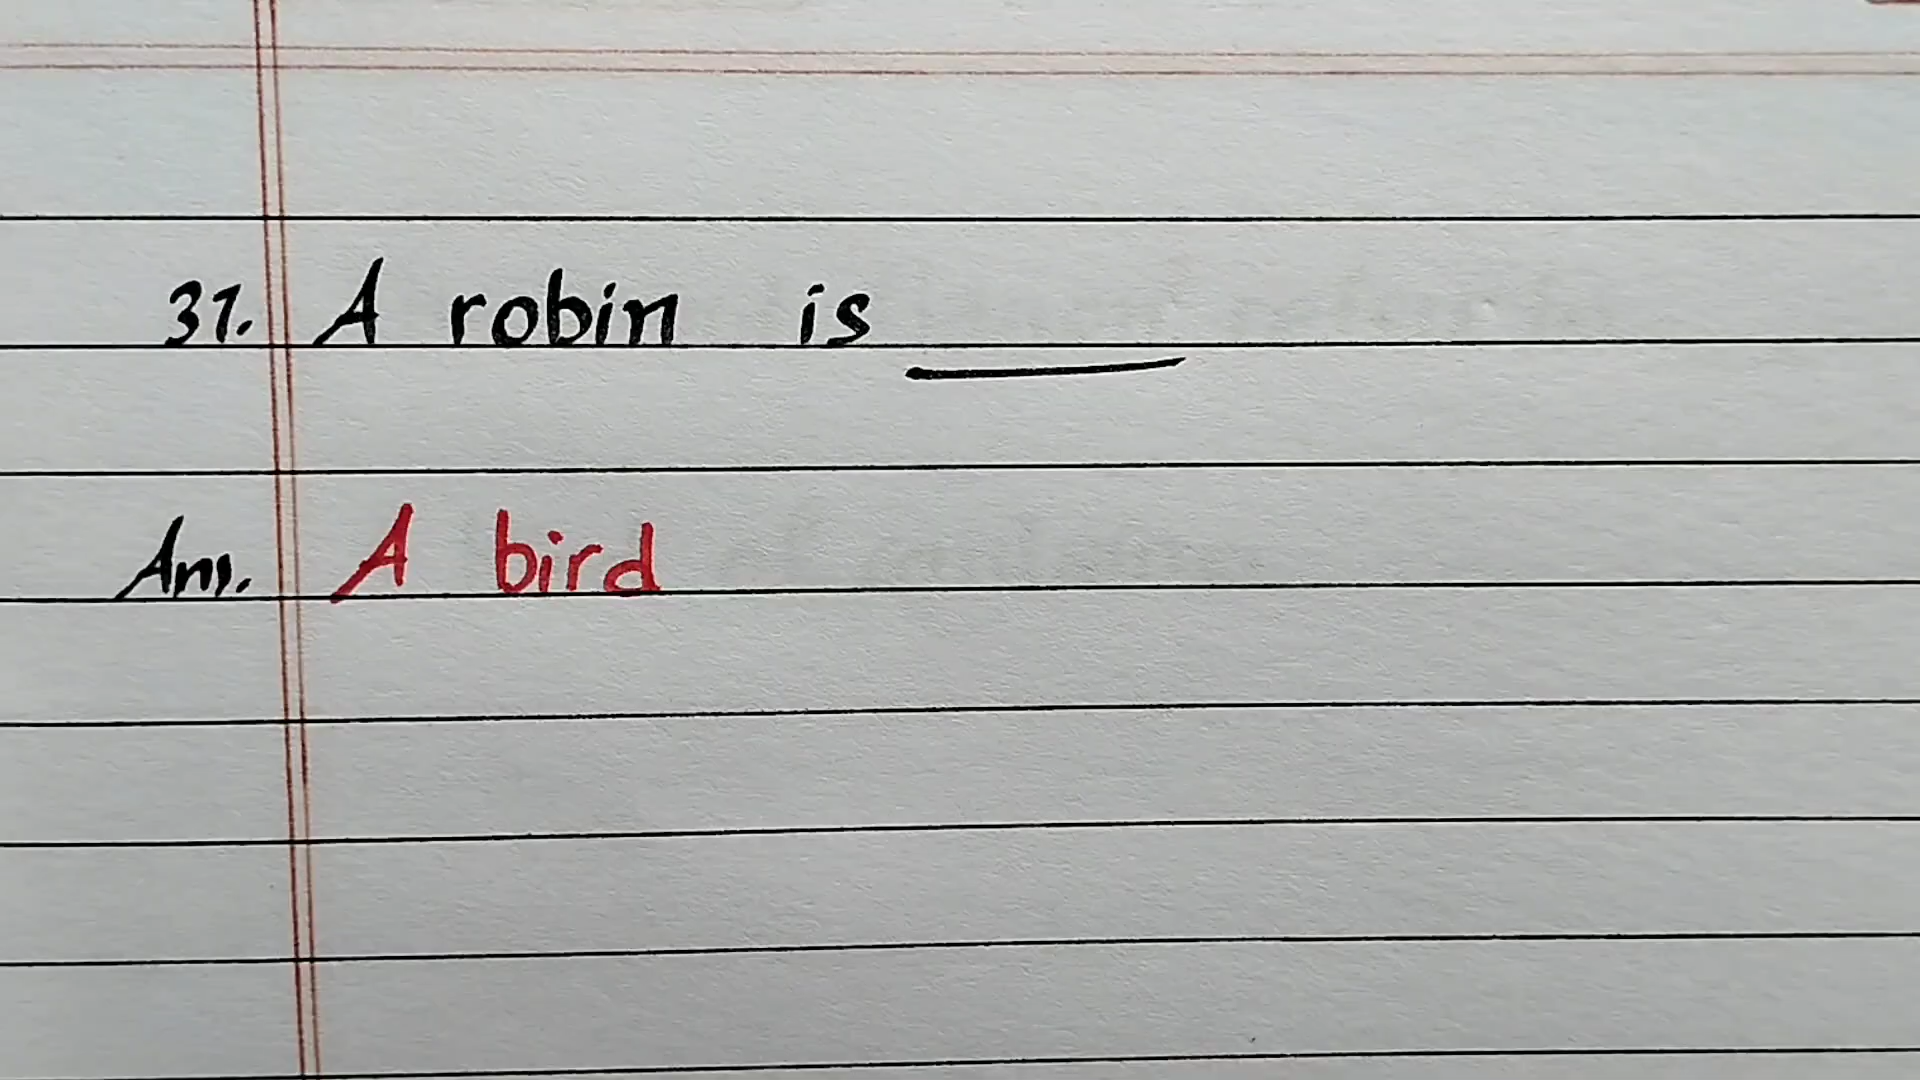 31. A robin is ____
Ans. A bird